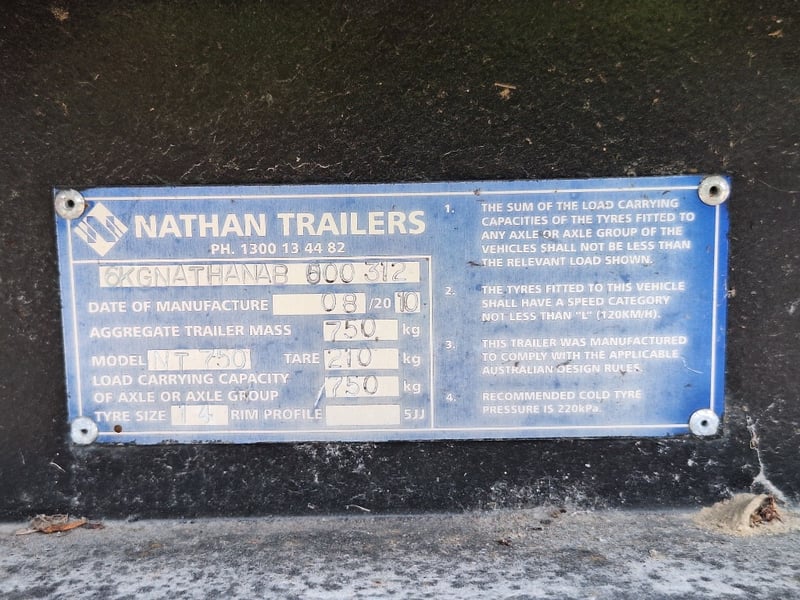 NATHAN TRAILERS
PH. 1300 13 44 82
6KGNATHANAB 600 312
DATE OF MANUFACTURE 08 /20 10
AGGREGATE TRAILER MASS 750 kg
MODEL NT 750 TARE 210 kg
LOAD CARRYING CAPACITY
OF AXLE OR AXLE GROUP 750 kg
TYRE SIZE 14 RIM PROFILE 5JJ
1. THE SUM OF THE LOAD CARRYING
CAPACITIES OF THE TYRES FITTED TO
ANY AXLE OR AXLE GROUP OF THE
VEHICLES SHALL NOT BE LESS THAN
THE RELEVANT LOAD SHOWN.
2. THE TYRES FITTED TO THIS VEHICLE
SHALL HAVE A SPEED CATEGORY
NOT LESS THAN "L" (120KM/H).
3. THIS TRAILER WAS MANUFACTURED
TO COMPLY WITH THE APPLICABLE
AUSTRALIAN DESIGN RULES.
4. RECOMMENDED COLD TYRE
PRESSURE IS 220kPa.